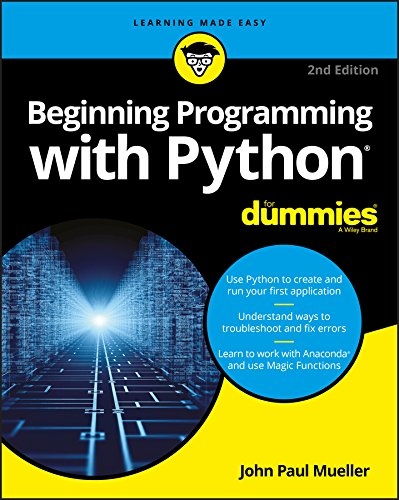 LEARNING MADE EASY
2nd Edition
Beginning Programming
with Python®
for
dummies®
A Wiley Brand
Use Python to create and
run your first application
Understand ways to
troubleshoot and fix errors
Learn to work with Anaconda®
and use Magic Functions
John Paul Mueller